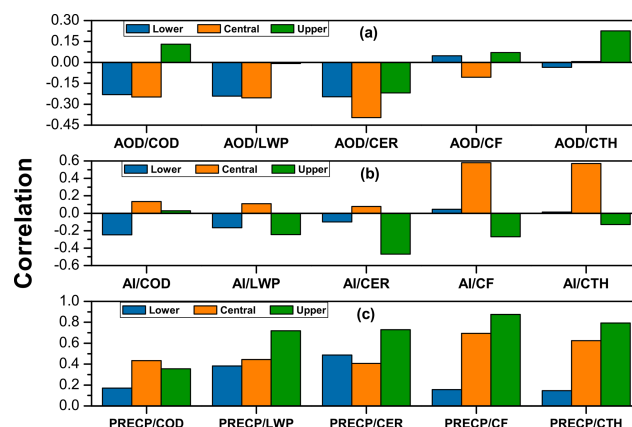 0.30
0.15
0.00
-0.15
-0.30
-0.45
Lower Central Upper
(a)
AOD/COD AOD/LWP AOD/CER AOD/CF AOD/CTH
Correlation
0.6
0.4
0.2
0.0
-0.2
-0.4
-0.6
Lower Central Upper
(b)
AI/COD AI/LWP AI/CER AI/CF AI/CTH
1.0
0.8
0.6
0.4
0.2
0.0
Lower Central Upper
(c)
PRECP/COD PRECP/LWP PRECP/CER PRECP/CF PRECP/CTH